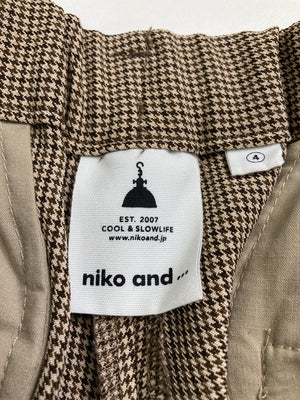 4
EST. 2007
COOL & SLOWLIFE
www.nikoand.jp
niko and ...